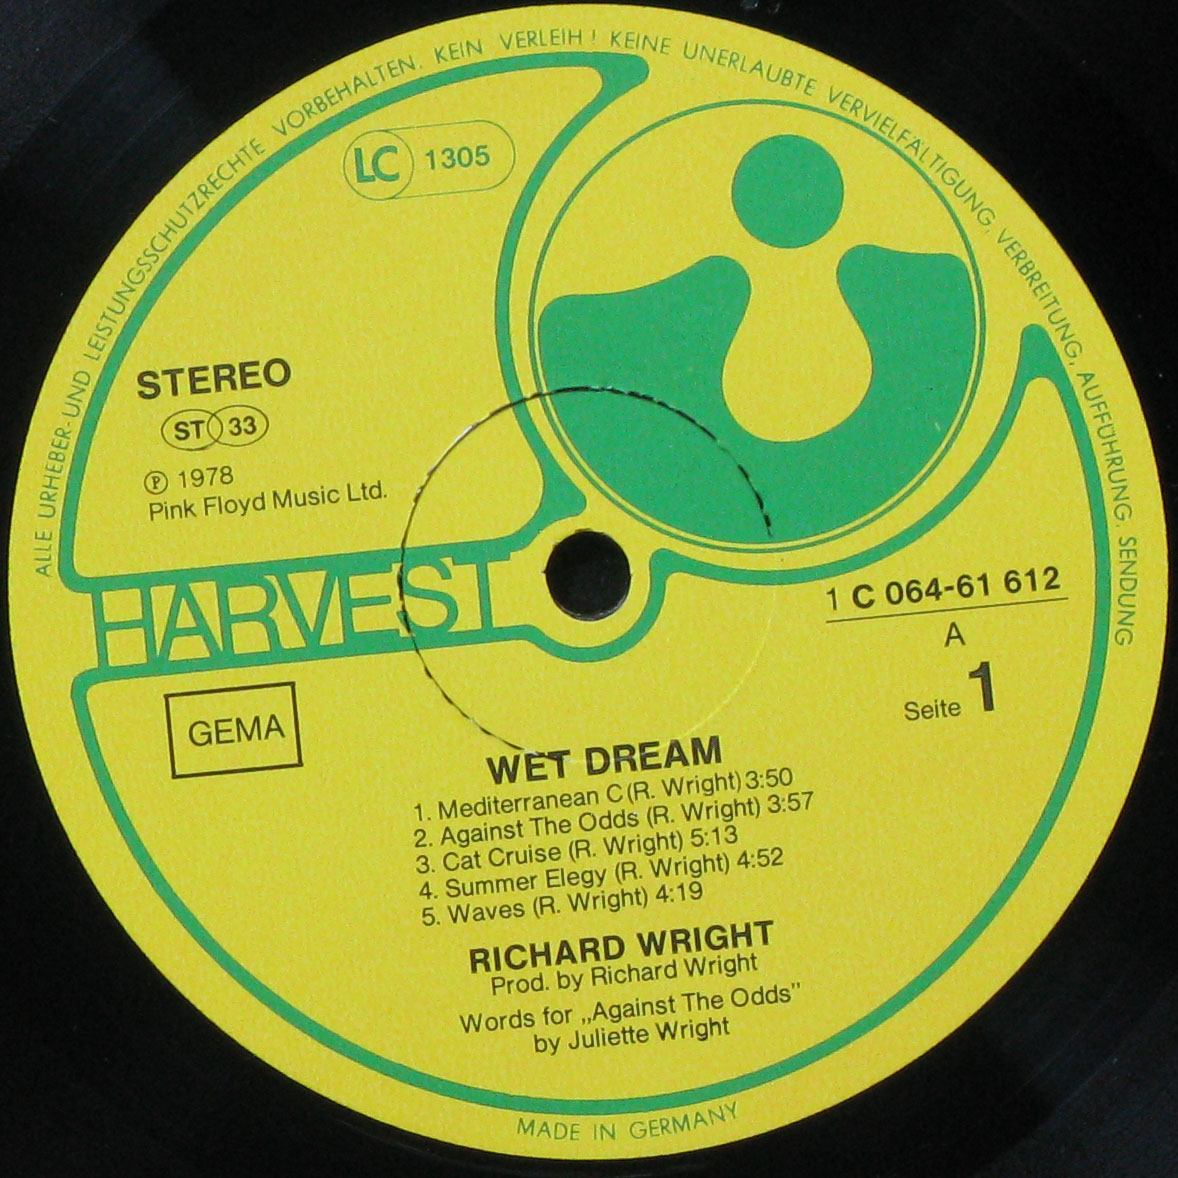 ALLE URHEBER- UND LEISTUNGSSCHUTZRECHTE VORBEHALTEN. KEIN VERLEIH! KEINE UNERLAUBTE VERVIELFÄLTIGUNG, VERBREITUNG, AUFFÜHRUNG, SENDUNG
LC 1305
STEREO
ST 33
℗ 1978
Pink Floyd Music Ltd.
HARVEST
1 C 064-61 612
A
Seite 1
GEMA
WET DREAM
1. Mediterranean C (R. Wright) 3:50
2. Against The Odds (R. Wright) 3:57
3. Cat Cruise (R. Wright) 5:13
4. Summer Elegy (R. Wright) 4:52
5. Waves (R. Wright) 4:19
RICHARD WRIGHT
Prod. by Richard Wright
Words for „Against The Odds”
by Juliette Wright
MADE IN GERMANY